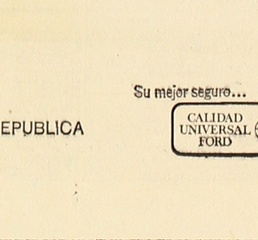 Su mejor seguro...
CALIDAD
UNIVERSAL
FORD
EPUBLICA